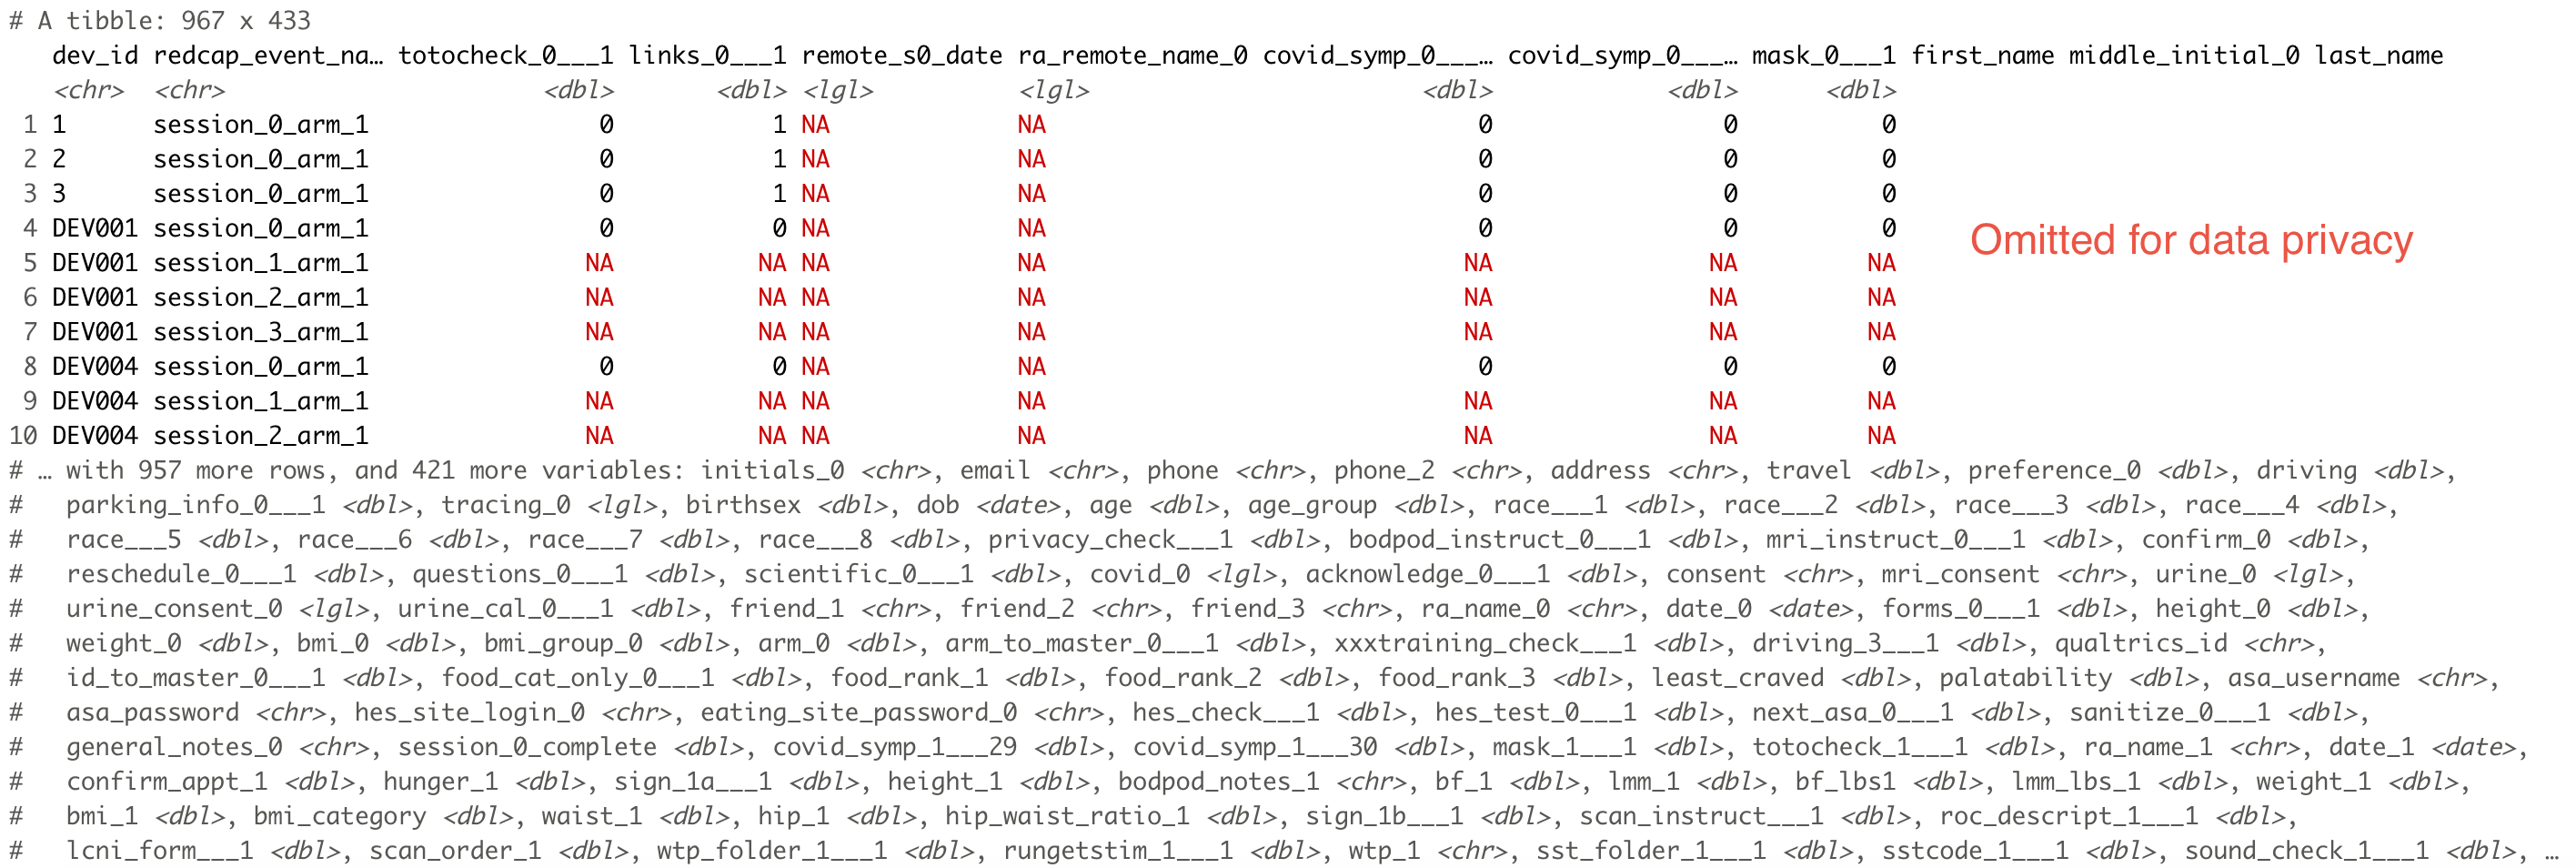 # A tibble: 967 x 433
dev_id redcap_event_na… totocheck_0___1 links_0___1 remote_s0_date ra_remote_name_0 covid_symp_0___… covid_symp_0___… mask_0___1 first_name middle_initial_0 last_name
<chr> <chr> <dbl> <dbl> <lgl> <lgl> <dbl> <dbl> <dbl>
1 1 session_0_arm_1 0 1 NA NA 0 0 0
2 2 session_0_arm_1 0 1 NA NA 0 0 0
3 3 session_0_arm_1 0 1 NA NA 0 0 0
4 DEV001 session_0_arm_1 0 0 NA NA 0 0 0
Omitted for data privacy
5 DEV001 session_1_arm_1 NA NA NA NA NA NA NA
6 DEV001 session_2_arm_1 NA NA NA NA NA NA NA
7 DEV001 session_3_arm_1 NA NA NA NA NA NA NA
8 DEV004 session_0_arm_1 0 0 NA NA 0 0 0
9 DEV004 session_1_arm_1 NA NA NA NA NA NA NA
10 DEV004 session_2_arm_1 NA NA NA NA NA NA NA
# … with 957 more rows, and 421 more variables: initials_0 <chr>, email <chr>, phone <chr>, phone_2 <chr>, address <chr>, travel <dbl>, preference_0 <dbl>, driving <dbl>,
# parking_info_0___1 <dbl>, tracing_0 <lgl>, birthsex <dbl>, dob <date>, age <dbl>, age_group <dbl>, race___1 <dbl>, race___2 <dbl>, race___3 <dbl>, race___4 <dbl>,
# race___5 <dbl>, race___6 <dbl>, race___7 <dbl>, race___8 <dbl>, privacy_check___1 <dbl>, bodpod_instruct_0___1 <dbl>, mri_instruct_0___1 <dbl>, confirm_0 <dbl>,
# reschedule_0___1 <dbl>, questions_0___1 <dbl>, scientific_0___1 <dbl>, covid_0 <lgl>, acknowledge_0___1 <dbl>, consent <chr>, mri_consent <chr>, urine_0 <lgl>,
# urine_consent_0 <lgl>, urine_cal_0___1 <dbl>, friend_1 <chr>, friend_2 <chr>, friend_3 <chr>, ra_name_0 <chr>, date_0 <date>, forms_0___1 <dbl>, height_0 <dbl>,
# weight_0 <dbl>, bmi_0 <dbl>, bmi_group_0 <dbl>, arm_0 <dbl>, arm_to_master_0___1 <dbl>, xxxtraining_check___1 <dbl>, driving_3___1 <dbl>, qualtrics_id <chr>,
# id_to_master_0___1 <dbl>, food_cat_only_0___1 <dbl>, food_rank_1 <dbl>, food_rank_2 <dbl>, food_rank_3 <dbl>, least_craved <dbl>, palatability <dbl>, asa_username <chr>,
# asa_password <chr>, hes_site_login_0 <chr>, eating_site_password_0 <chr>, hes_check___1 <dbl>, hes_test_0___1 <dbl>, next_asa_0___1 <dbl>, sanitize_0___1 <dbl>,
# general_notes_0 <chr>, session_0_complete <dbl>, covid_symp_1___29 <dbl>, covid_symp_1___30 <dbl>, mask_1___1 <dbl>, totocheck_1___1 <dbl>, ra_name_1 <chr>, date_1 <date>,
# confirm_appt_1 <dbl>, hunger_1 <dbl>, sign_1a___1 <dbl>, height_1 <dbl>, bodpod_notes_1 <chr>, bf_1 <dbl>, lmm_1 <dbl>, bf_lbs1 <dbl>, lmm_lbs_1 <dbl>, weight_1 <dbl>,
# bmi_1 <dbl>, bmi_category <dbl>, waist_1 <dbl>, hip_1 <dbl>, hip_waist_ratio_1 <dbl>, sign_1b___1 <dbl>, scan_instruct___1 <dbl>, roc_descript_1___1 <dbl>,
# lcni_form___1 <dbl>, scan_order_1 <dbl>, wtp_folder_1___1 <dbl>, rungetstim_1___1 <dbl>, wtp_1 <chr>, sst_folder_1___1 <dbl>, sstcode_1___1 <dbl>, sound_check_1___1 <dbl>, …